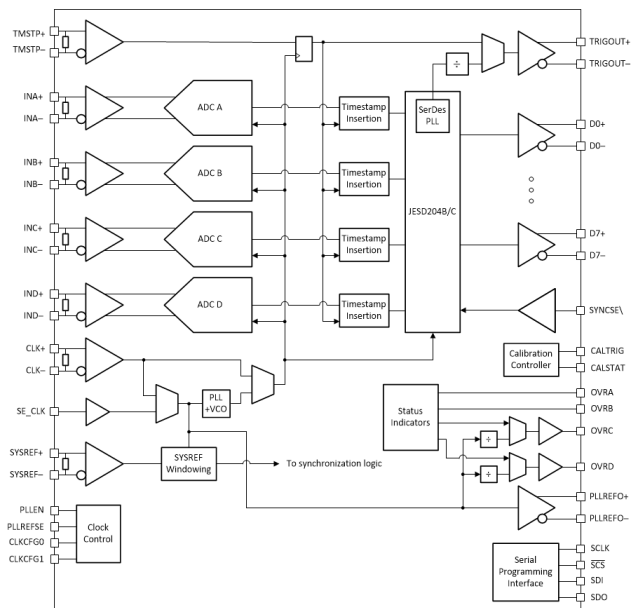 TMSTP+
TMSTP–
TRIGOUT+
TRIGOUT–
÷
INA+
INA–
ADC A
Timestamp
Insertion
SerDes
PLL
D0+
D0–
INB+
INB–
ADC B
Timestamp
Insertion
JESD204B/C
INC+
INC–
ADC C
Timestamp
Insertion
D7+
D7–
IND+
IND–
ADC D
Timestamp
Insertion
SYNCSE\
CLK+
CLK–
Calibration
Controller
CALTRIG
CALSTAT
SE_CLK
PLL
+VCO
Status
Indicators
OVRA
OVRB
OVRC
÷
OVRD
÷
SYSREF+
SYSREF–
SYSREF
Windowing
To synchronization logic
PLLREFO+
PLLREFO–
PLLEN
PLLREFSE
CLKCFG0
CLKCFG1
Clock
Control
Serial
Programming
Interface
SCLK
SCS
SDI
SDO